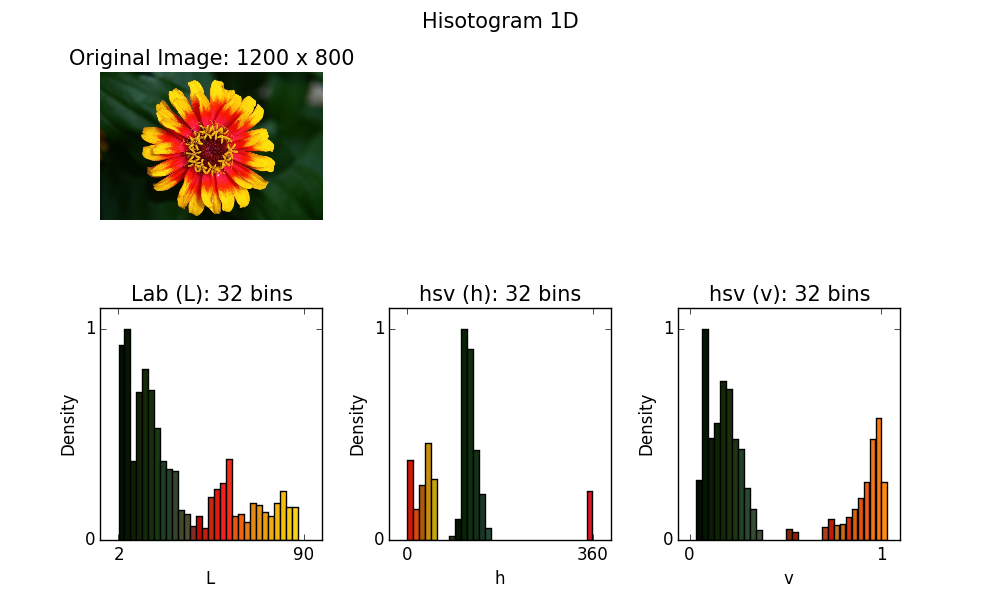 Hisotogram 1D
Original Image: 1200 x 800
Lab (L): 32 bins
hsv (h): 32 bins
hsv (v): 32 bins
1
1
1
Density
Density
Density
0
0
0
2
90
0
360
0
1
L
h
v